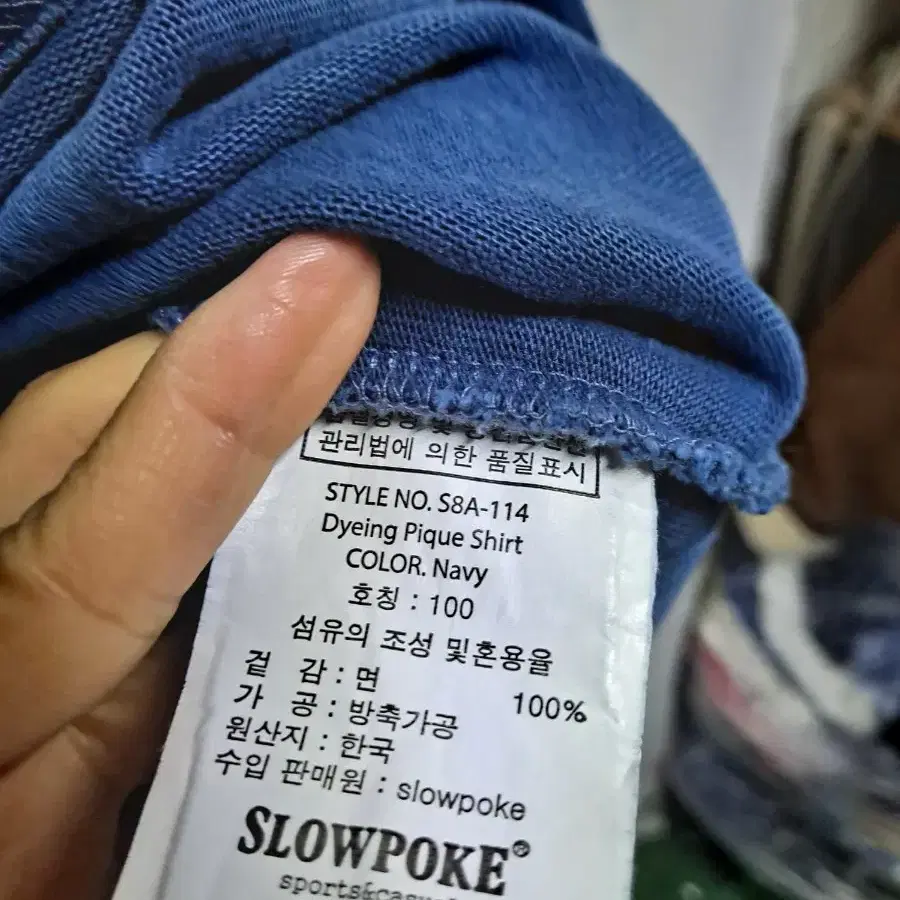 관리법에 의한 품질표시
STYLE NO. S8A-114
Dyeing Pique Shirt
COLOR. Navy
호칭 : 100
섬유의 조성 및혼용율
겉 감 : 면 100%
가 공 : 방축가공
원산지 : 한국
수입 판매원 : slowpoke
SLOWPOKE®